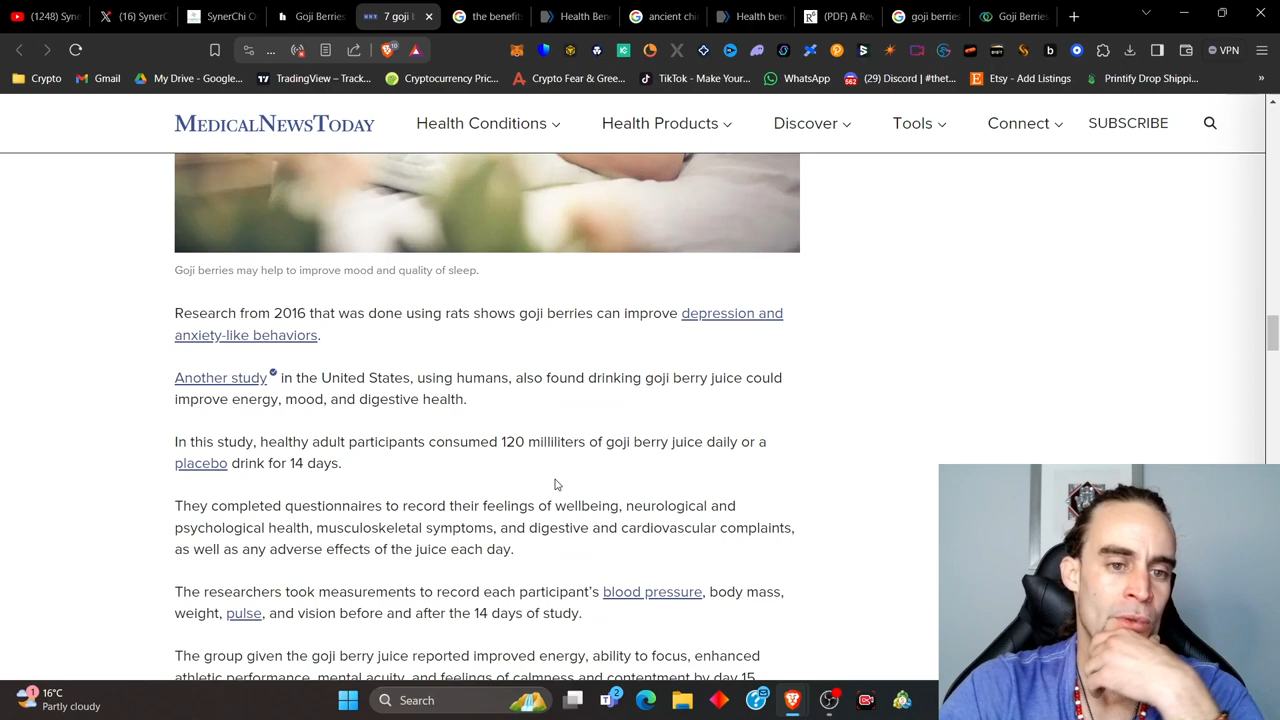 (1248) Syner
(16) SynerC
SynerChi O
Goji Berries
7 goji b
the benefit
Health Ben
ancient chi
Health ben
(PDF) A Re
goji berries
Goji Berries
VPN
Crypto
Gmail
My Drive - Google...
TradingView – Track...
Cryptocurrency Pric...
Crypto Fear & Gree...
TikTok - Make Your...
WhatsApp
(29) Discord | #thet...
Etsy - Add Listings
Printify Drop Shippi...
MEDICALNEWSTODAY
Health Conditions
Health Products
Discover
Tools
Connect
SUBSCRIBE
Goji berries may help to improve mood and quality of sleep.
Research from 2016 that was done using rats shows goji berries can improve depression and
anxiety-like behaviors.
Another study in the United States, using humans, also found drinking goji berry juice could
improve energy, mood, and digestive health.
In this study, healthy adult participants consumed 120 milliliters of goji berry juice daily or a
placebo drink for 14 days.
They completed questionnaires to record their feelings of wellbeing, neurological and
psychological health, musculoskeletal symptoms, and digestive and cardiovascular complaints,
as well as any adverse effects of the juice each day.
The researchers took measurements to record each participant's blood pressure, body mass,
weight, pulse, and vision before and after the 14 days of study.
The group given the goji berry juice reported improved energy, ability to focus, enhanced
athletic performance, mental acuity, and feelings of calmness and contentment by day 15.
16°C
Partly cloudy
Search